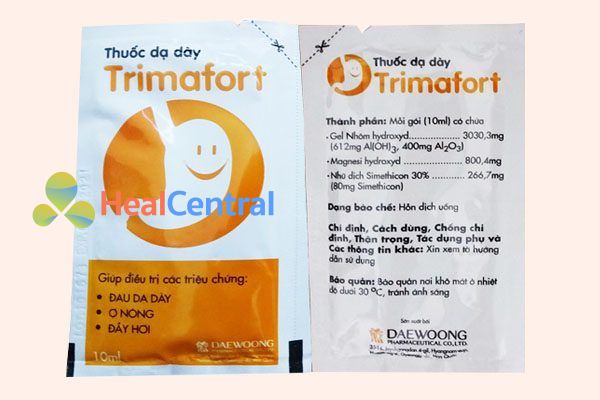 Thuốc dạ dày
Trimafort
HealCentral
Giúp điều trị các triệu chứng:
• ĐAU DẠ DÀY
• Ợ NÓNG
• ĐẦY HƠI
10ml
DAEWOONG
PHARMACEUTICAL CO.,LTD.
Thuốc dạ dày
Trimafort
Thành phần: Mỗi gói (10ml) có chứa
• Gel Nhôm hydroxyd................... 3030,3mg
(612mg Al(OH)3, 400mg Al2O3)
• Magnesi hydroxyd .................... 800,4mg
• Nhũ dịch Simethicon 30% .......... 266,7mg
(80mg Simethicon)
Dạng bào chế: Hỗn dịch uống
Chỉ định, Cách dùng, Chống chỉ
định, Thận trọng, Tác dụng phụ và
Các thông tin khác: Xin xem tờ hướng
dẫn sử dụng
Bảo quản: Bảo quản nơi khô mát ở nhiệt
độ dưới 30 °C, tránh ánh sáng
Sản xuất bởi
DAEWOONG
PHARMACEUTICAL CO.,LTD.